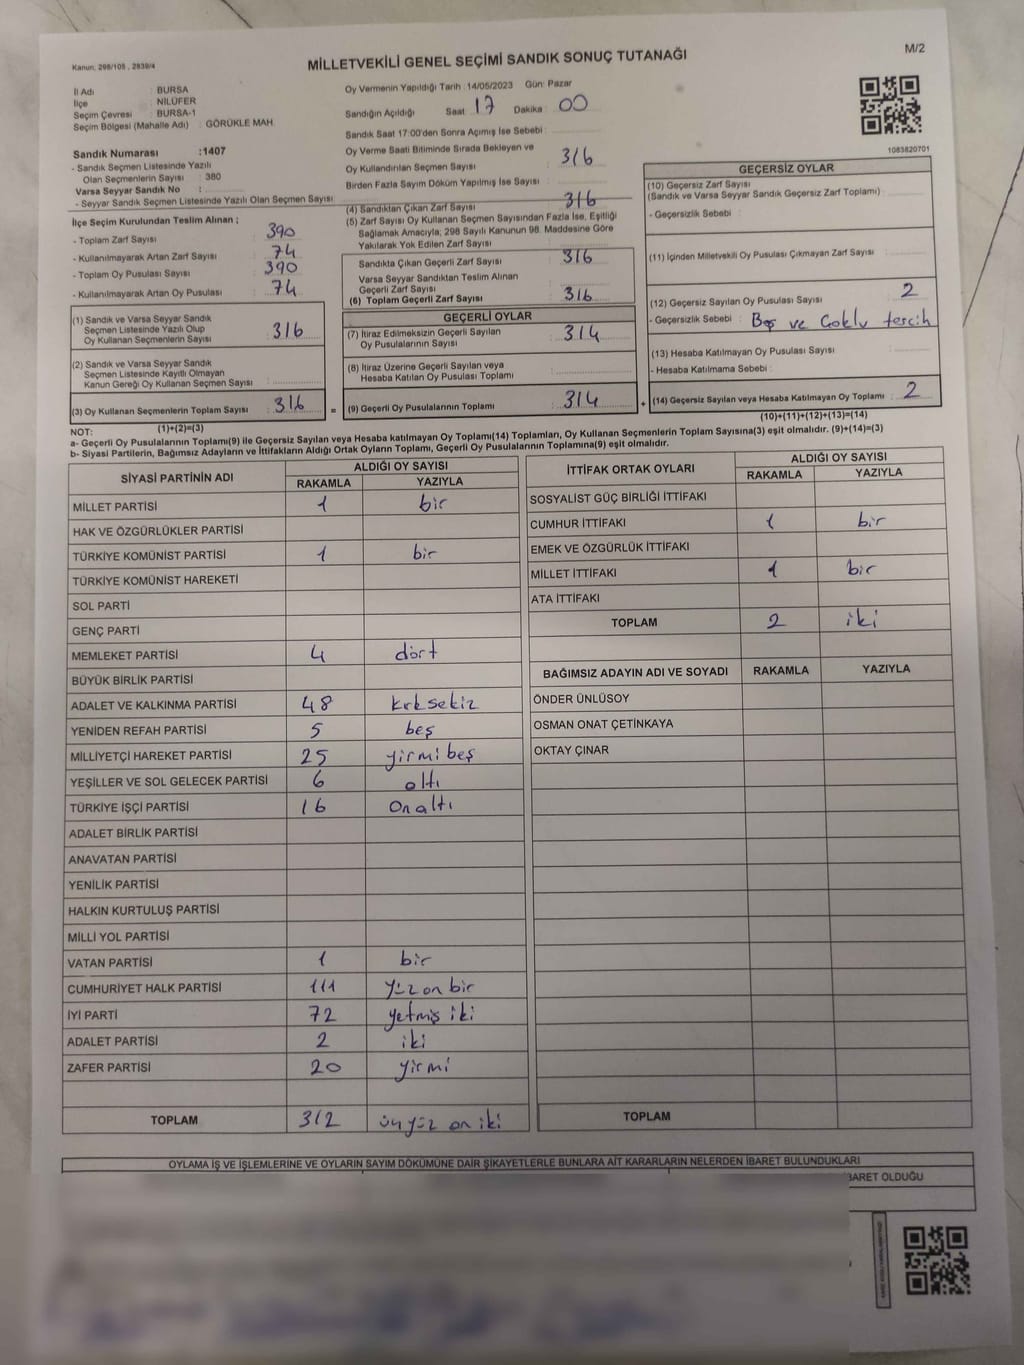 Kanun, 298/105 , 2839/4
MİLLETVEKİLİ GENEL SEÇİMİ SANDIK SONUÇ TUTANAĞI
M/2
İl Adı : BURSA
İlçe : NİLÜFER
Seçim Çevresi : BURSA-1
Seçim Bölgesi (Mahalle Adı) : GÖRÜKLE MAH.
Sandık Numarası :1407
- Sandık Seçmen Listesinde Yazılı
Olan Seçmenlerin Sayısı : 380
Varsa Seyyar Sandık No :
- Seyyar Sandık Seçmen Listesinde Yazılı Olan Seçmen Sayısı
Oy Vermenin Yapıldığı Tarih :14/05/2023 Gün: Pazar
Sandığın Açıldığı Saat : 17 Dakika : 00
Sandık Saat 17:00'den Sonra Açımış İse Sebebi :
Oy Verme Saati Bitiminde Sırada Bekleyen ve
Oy Kullandırılan Seçmen Sayısı : 316
Birden Fazla Sayım Döküm Yapılmış İse Sayısı :
1083820701
İlçe Seçim Kurulundan Teslim Alınan ;
- Toplam Zarf Sayısı : 390
- Kullanılmayarak Artan Zarf Sayısı : 74
- Toplam Oy Pusulası Sayısı : 390
- Kullanılmayarak Artan Oy Pusulası : 74
(1) Sandık ve Varsa Seyyar Sandık
Seçmen Listesinde Yazılı Olup
Oy Kullanan Seçmenlerin Sayısı : 316
(2) Sandık ve Varsa Seyyar Sandık
Seçmen Listesinde Kayıtlı Olmayan
Kanun Gereği Oy Kullanan Seçmen Sayısı :
(3) Oy Kullanan Seçmenlerin Toplam Sayısı : 316
(4) Sandıktan Çıkan Zarf Sayısı : 316
(5) Zarf Sayısı Oy Kullanan Seçmen Sayısından Fazla İse, Eşitliği
Sağlamak Amacıyla, 298 Sayılı Kanunun 98. Maddesine Göre
Yakılarak Yok Edilen Zarf Sayısı :
Sandıkta Çıkan Geçerli Zarf Sayısı : 316
Varsa Seyyar Sandıktan Teslim Alınan
Geçerli Zarf Sayısı :
(6) Toplam Geçerli Zarf Sayısı : 316
GEÇERLİ OYLAR
(7) İtiraz Edilmeksizin Geçerli Sayılan
Oy Pusulalarının Sayısı : 314
(8) İtiraz Üzerine Geçerli Sayılan veya
Hesaba Katılan Oy Pusulası Toplamı :
= (9) Geçerli Oy Pusulalarının Toplamı : 314
GEÇERSİZ OYLAR
(10) Geçersiz Zarf Sayısı
(Sandık ve Varsa Seyyar Sandık Geçersiz Zarf Toplamı) :
- Geçersizlik Sebebi :
(11) İçinden Milletvekili Oy Pusulası Çıkmayan Zarf Sayısı :
(12) Geçersiz Sayılan Oy Pusulası Sayısı : 2
- Geçersizlik Sebebi : Boş ve Çoklu tercih
(13) Hesaba Katılmayan Oy Pusulası Sayısı :
- Hesaba Katılmama Sebebi :
+ (14) Geçersiz Sayılan veya Hesaba Katılmayan Oy Toplamı : 2
NOT: (1)+(2)=(3)
(10)+(11)+(12)+(13)=(14)
a- Geçerli Oy Pusulalarının Toplamı(9) ile Geçersiz Sayılan veya Hesaba katılmayan Oy Toplamı(14) Toplamları, Oy Kullanan Seçmenlerin Toplam Sayısına(3) eşit olmalıdır. (9)+(14)=(3)
b- Siyasi Partilerin, Bağımsız Adayların ve İttifakların Aldığı Ortak Oyların Toplamı, Geçerli Oy Pusulalarının Toplamına(9) eşit olmalıdır.
SİYASİ PARTİNİN ADI ALDIĞI OY SAYISI
RAKAMLA YAZIYLA
MİLLET PARTİSİ 1 bir
HAK VE ÖZGÜRLÜKLER PARTİSİ
TÜRKİYE KOMÜNİST PARTİSİ 1 bir
TÜRKİYE KOMÜNİST HAREKETİ
SOL PARTİ
GENÇ PARTİ
MEMLEKET PARTİSİ 4 dört
BÜYÜK BİRLİK PARTİSİ
ADALET VE KALKINMA PARTİSİ 48 kırksekiz
YENİDEN REFAH PARTİSİ 5 beş
MİLLİYETÇİ HAREKET PARTİSİ 25 yirmi beş
YEŞİLLER VE SOL GELECEK PARTİSİ 6 altı
TÜRKİYE İŞÇİ PARTİSİ 16 onaltı
ADALET BİRLİK PARTİSİ
ANAVATAN PARTİSİ
YENİLİK PARTİSİ
HALKIN KURTULUŞ PARTİSİ
MİLLİ YOL PARTİSİ
VATAN PARTİSİ 1 bir
CUMHURİYET HALK PARTİSİ 111 yüz on bir
İYİ PARTİ 72 yetmiş iki
ADALET PARTİSİ 2 iki
ZAFER PARTİSİ 20 yirmi
TOPLAM 312 üçyüz on iki
İTTİFAK ORTAK OYLARI ALDIĞI OY SAYISI
RAKAMLA YAZIYLA
SOSYALİST GÜÇ BİRLİĞİ İTTİFAKI
CUMHUR İTTİFAKI 1 bir
EMEK VE ÖZGÜRLÜK İTTİFAKI
MİLLET İTTİFAKI 1 bir
ATA İTTİFAKI
TOPLAM 2 iki
BAĞIMSIZ ADAYIN ADI VE SOYADI RAKAMLA YAZIYLA
ÖNDER ÜNLÜSOY
OSMAN ONAT ÇETİNKAYA
OKTAY ÇINAR
TOPLAM
OYLAMA İŞ VE İŞLEMLERİNE VE OYLARIN SAYIM DÖKÜMÜNE DAİR ŞİKAYETLERLE BUNLARA AİT KARARLARIN NELERDEN İBARET BULUNDUKLARI
BARET OLDUĞU